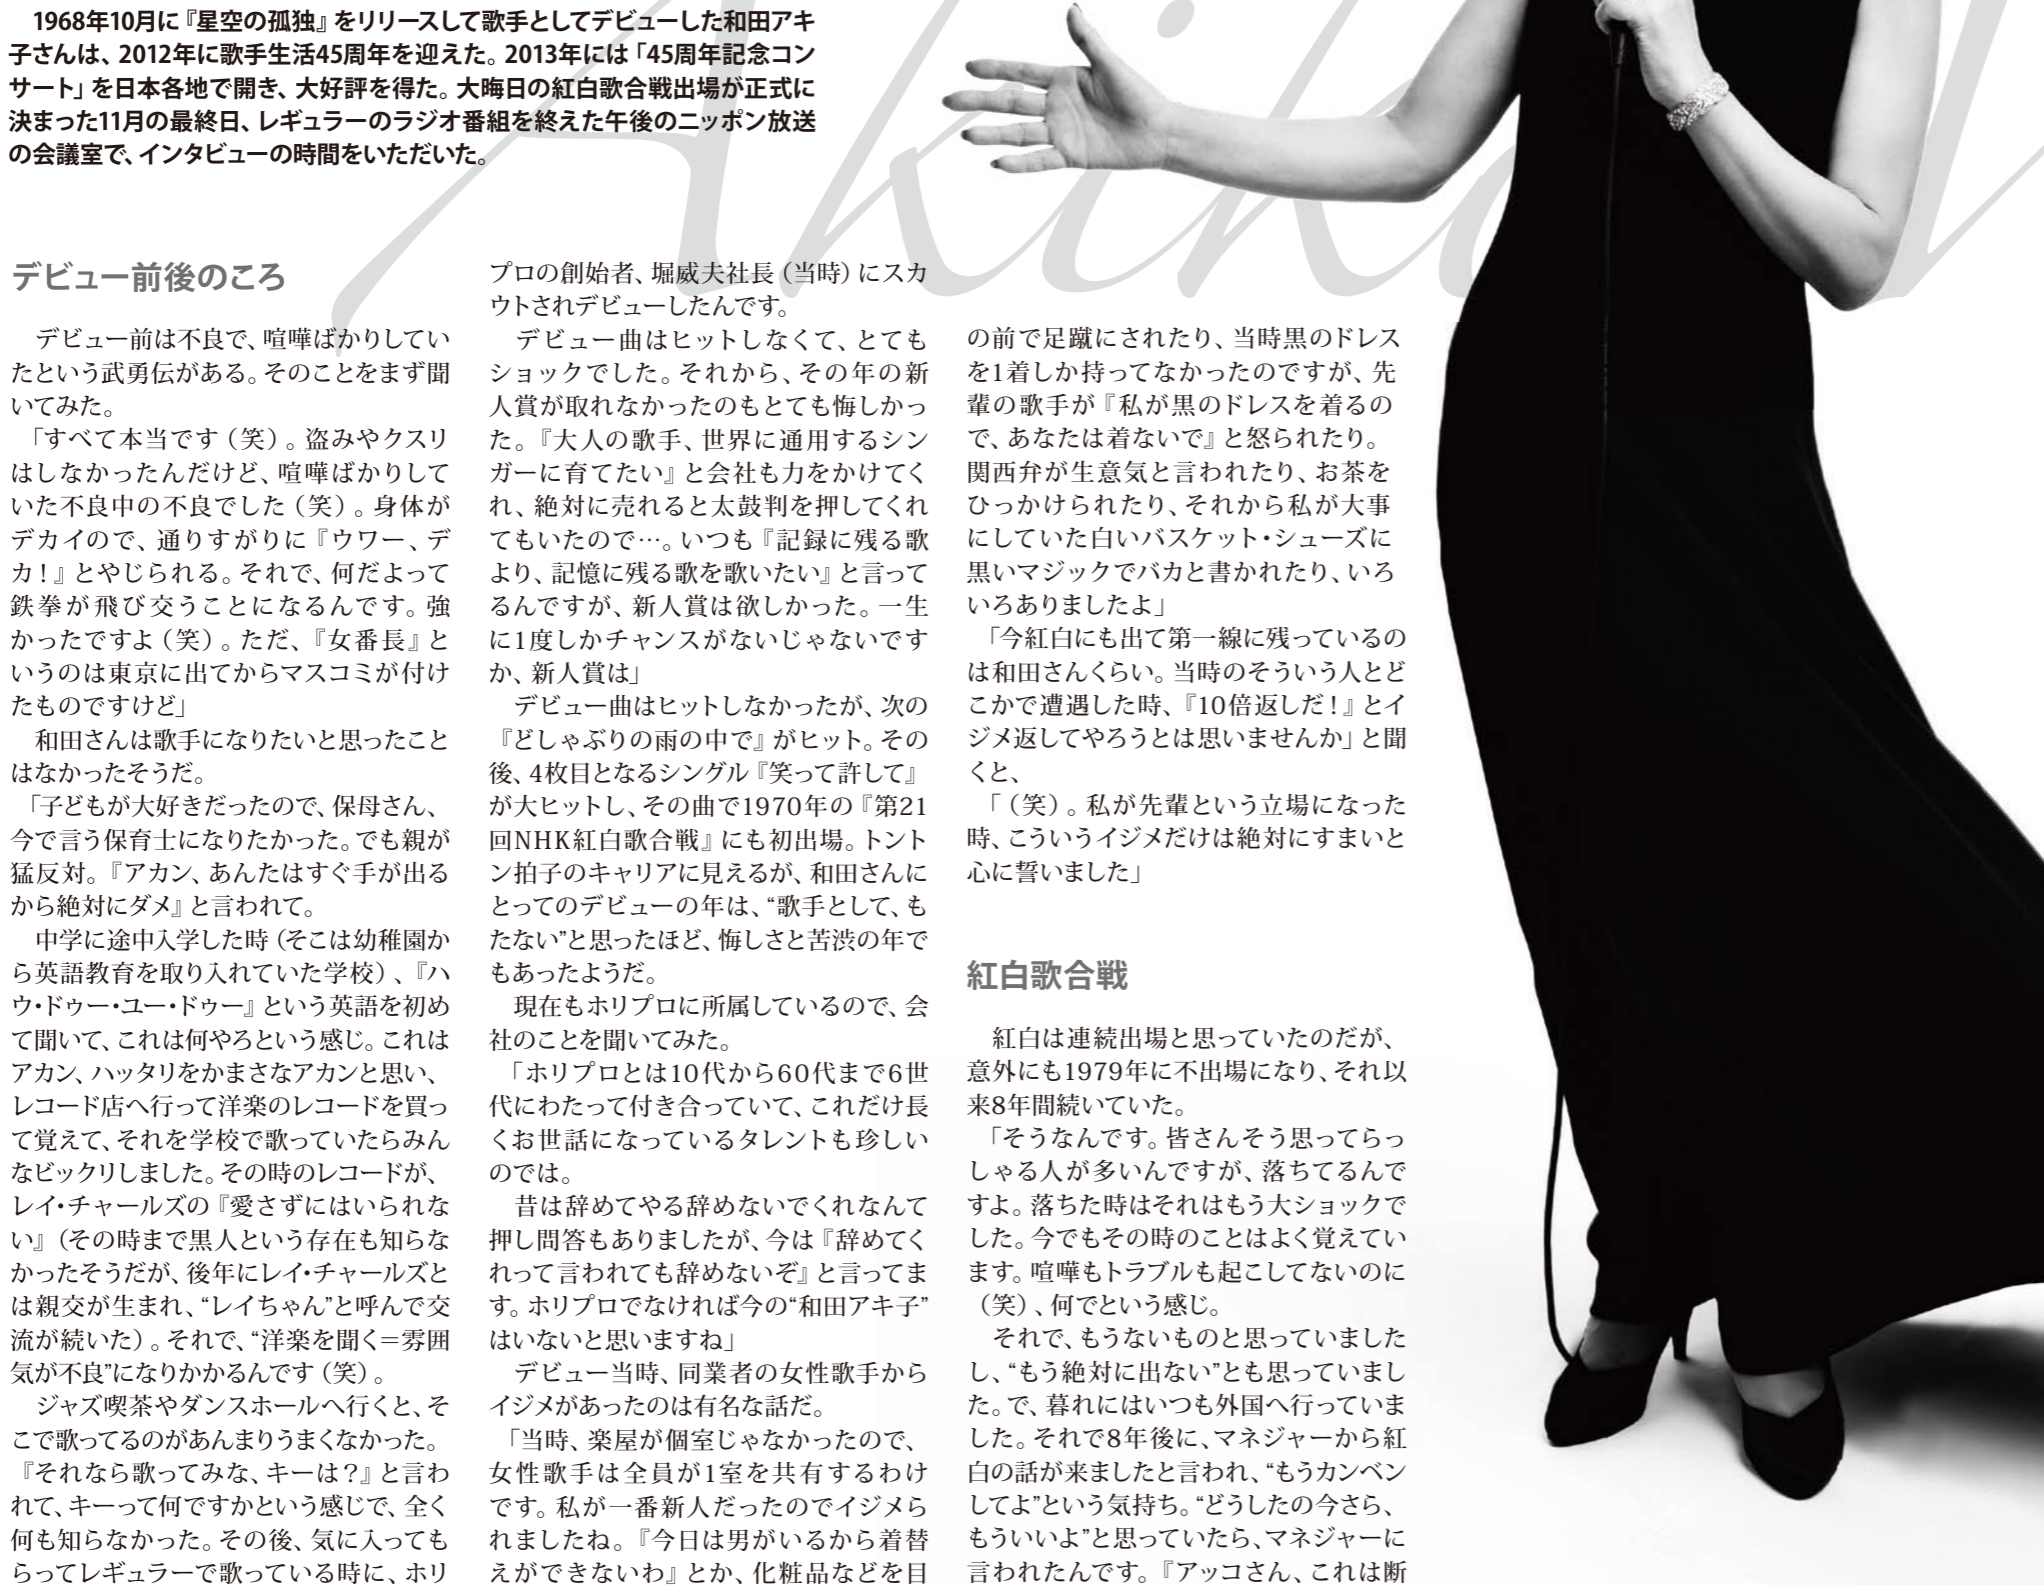 1968年10月に『星空の孤独』をリリースして歌手としてデビューした和田アキ
子さんは、2012年に歌手生活45周年を迎えた。2013年には「45周年記念コン
サート」を日本各地で開き、大好評を得た。大晦日の紅白歌合戦出場が正式に
決まった11月の最終日、レギュラーのラジオ番組を終えた午後のニッポン放送
の会議室で、インタビューの時間をいただいた。
Akiko
デビュー前後のころ
デビュー前は不良で、喧嘩ばかりしてい
たという武勇伝がある。そのことをまず聞
いてみた。
「すべて本当です（笑）。盗みやクスリ
はしなかったんだけど、喧嘩ばかりして
いた不良中の不良でした（笑）。身体が
デカイので、通りすがりに『ウワー、デ
カ！』とやじられる。それで、何だよって
鉄拳が飛び交うことになるんです。強
かったですよ（笑）。ただ、『女番長』と
いうのは東京に出てからマスコミが付け
たものですけど」
和田さんは歌手になりたいと思ったこと
はなかったそうだ。
「子どもが大好きだったので、保母さん、
今で言う保育士になりたかった。でも親が
猛反対。『アカン、あんたはすぐ手が出る
から絶対にダメ』と言われて。
中学に途中入学した時（そこは幼稚園か
ら英語教育を取り入れていた学校）、『ハ
ウ・ドゥー・ユー・ドゥー』という英語を初め
て聞いて、これは何やろという感じ。これは
アカン、ハッタリをかまさなアカンと思い、
レコード店へ行って洋楽のレコードを買っ
て覚えて、それを学校で歌っていたらみん
なビックリしました。その時のレコードが、
レイ・チャールズの『愛さずにはいられな
い』（その時まで黒人という存在も知らな
かったそうだが、後年にレイ・チャールズと
は親交が生まれ、“レイちゃん”と呼んで交
流が続いた）。それで、“洋楽を聞く＝雰囲
気が不良”になりかかるんです（笑）。
ジャズ喫茶やダンスホールへ行くと、そ
こで歌ってるのがあんまりうまくなかった。
『それなら歌ってみな、キーは？』と言わ
れて、キーって何ですかという感じで、全く
何も知らなかった。その後、気に入っても
らってレギュラーで歌っている時に、ホリ
プロの創始者、堀威夫社長（当時）にスカ
ウトされデビューしたんです。
デビュー曲はヒットしなくて、とても
ショックでした。それから、その年の新
人賞が取れなかったのもとても悔しかっ
た。『大人の歌手、世界に通用するシン
ガーに育てたい』と会社も力をかけてく
れ、絶対に売れると太鼓判を押してくれ
てもいたので…。いつも『記録に残る歌
より、記憶に残る歌を歌いたい』と言って
るんですが、新人賞は欲しかった。一生
に1度しかチャンスがないじゃないです
か、新人賞は」
デビュー曲はヒットしなかったが、次の
『どしゃぶりの雨の中で』がヒット。その
後、4枚目となるシングル『笑って許して』
が大ヒットし、その曲で1970年の『第21
回NHK紅白歌合戦』にも初出場。トント
ン拍子のキャリアに見えるが、和田さんに
とってのデビューの年は、“歌手として、も
たない”と思ったほど、悔しさと苦渋の年で
もあったようだ。
現在もホリプロに所属しているので、会
社のことを聞いてみた。
「ホリプロとは10代から60代まで6世
代にわたって付き合っていて、これだけ長
くお世話になっているタレントも珍しい
のでは。
昔は辞めてやる辞めないでくれなんて
押し問答もありましたが、今は『辞めてく
れって言われても辞めないぞ』と言ってま
す。ホリプロでなければ今の“和田アキ子”
はいないと思いますね」
デビュー当時、同業者の女性歌手から
イジメがあったのは有名な話だ。
「当時、楽屋が個室じゃなかったので、
女性歌手は全員が1室を共有するわけ
です。私が一番新人だったのでイジメら
れましたね。『今日は男がいるから着替
えができないわ』とか、化粧品などを目
の前で足蹴にされたり、当時黒のドレス
を1着しか持ってなかったのですが、先
輩の歌手が『私が黒のドレスを着るの
で、あなたは着ないで』と怒られたり。
関西弁が生意気と言われたり、お茶を
ひっかけられたり、それから私が大事
にしていた白いバスケット・シューズに
黒いマジックでバカと書かれたり、いろ
いろありましたよ」
「今紅白にも出て第一線に残っているの
は和田さんくらい。当時のそういう人とど
こかで遭遇した時、『10倍返しだ！』とイ
ジメ返してやろうとは思いませんか」と聞
くと、
「（笑）。私が先輩という立場になった
時、こういうイジメだけは絶対にすまいと
心に誓いました」
紅白歌合戦
紅白は連続出場と思っていたのだが、
意外にも1979年に不出場になり、それ以
来8年間続いていた。
「そうなんです。皆さんそう思ってらっ
しゃる人が多いんですが、落ちてるんで
すよ。落ちた時はそれはもう大ショックで
した。今でもその時のことはよく覚えてい
ます。喧嘩もトラブルも起こしてないのに
（笑）、何でという感じ。
それで、もうないものと思っていました
し、“もう絶対に出ない”とも思っていまし
た。で、暮れにはいつも外国へ行っていま
した。それで8年後に、マネジャーから紅
白の話が来ましたと言われ、“もうカンベン
してよ”という気持ち。“どうしたの今さら、
もういいよ”と思っていたら、マネジャーに
言われたんです。『アッコさん、これは断